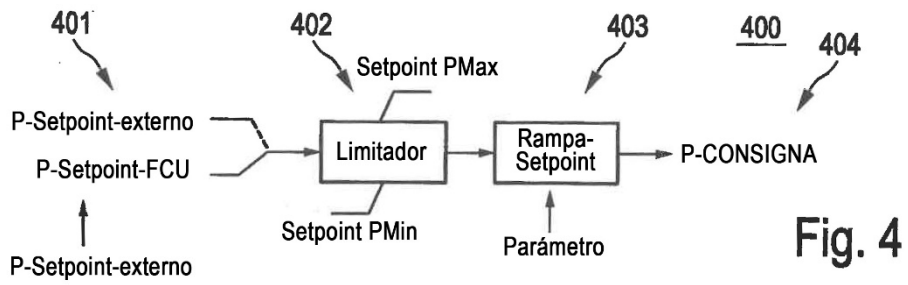 401
402
403
400
404
Setpoint PMax
P-Setpoint-externo
P-Setpoint-FCU
Limitador
Rampa-
Setpoint
P-CONSIGNA
Setpoint PMin
Parámetro
P-Setpoint-externo
Fig. 4